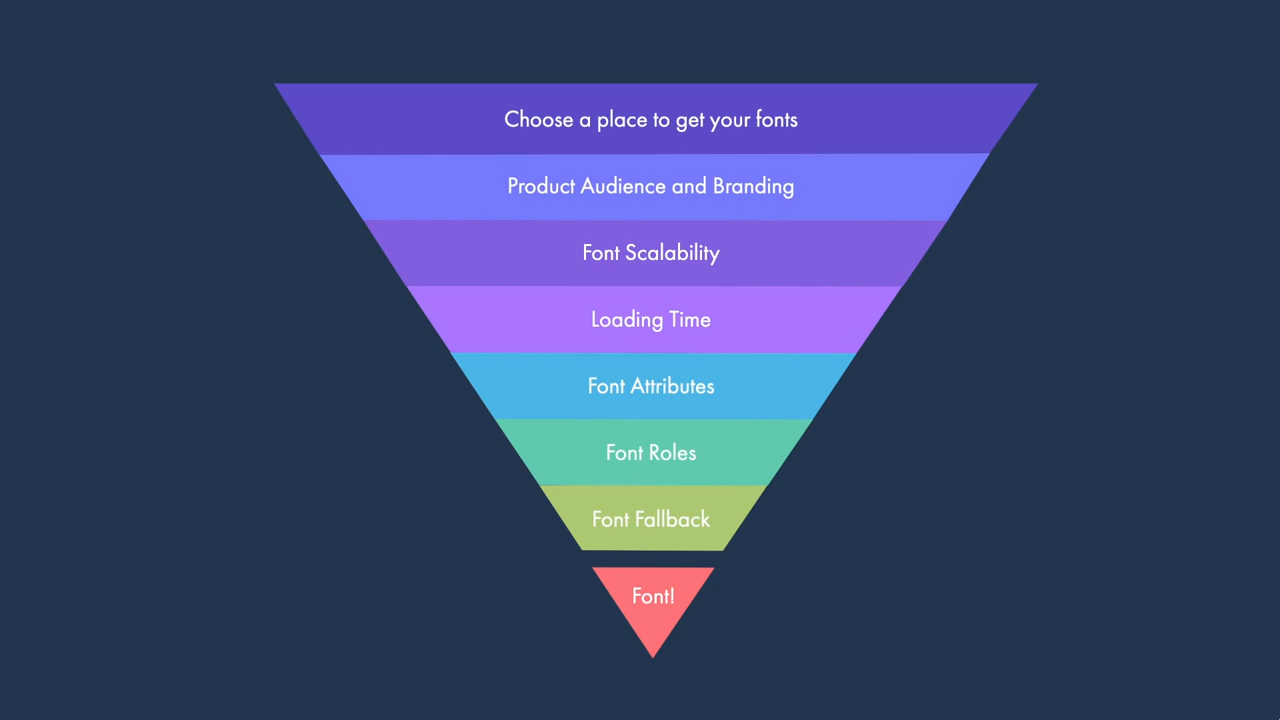 Choose a place to get your fonts
Product Audience and Branding
Font Scalability
Loading Time
Font Attributes
Font Roles
Font Fallback
Font!